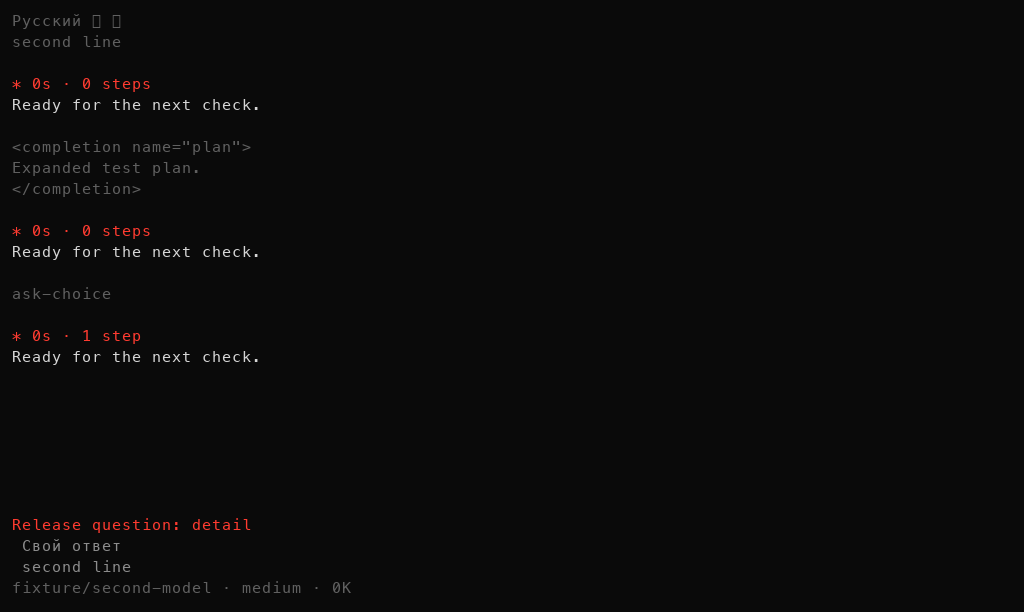 Русский
second line
* 0s · 0 steps
Ready for the next check.
<completion name="plan">
Expanded test plan.
</completion>
* 0s · 0 steps
Ready for the next check.
ask-choice
* 0s · 1 step
Ready for the next check.
Release question: detail
Свой ответ
second line
fixture/second-model · medium · 0K